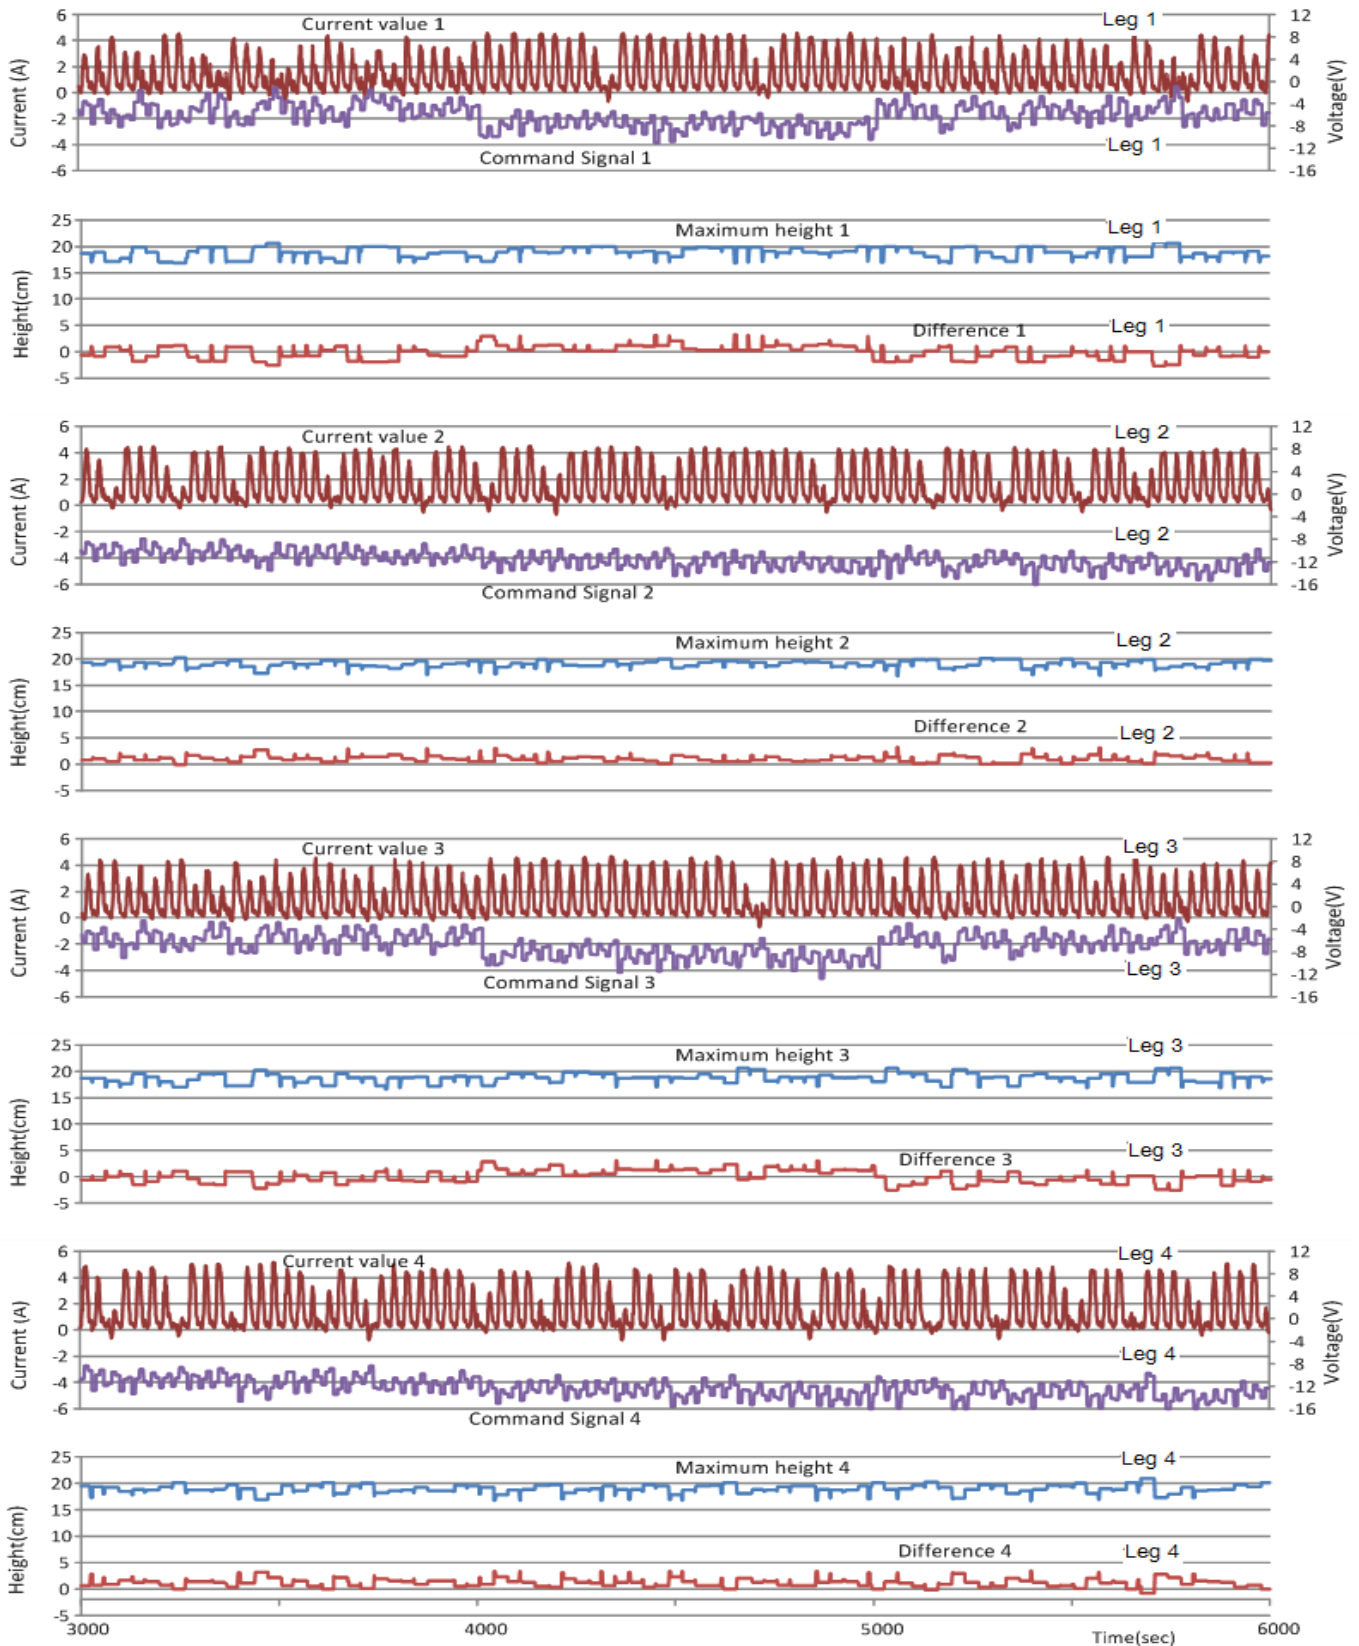 6 Current value 1 Leg 1 12
4 8
2 4
0 0
-2 -4
-4 -8
-6 -12
-16
Current (A)
Voltage(V)
Command Signal 1 Leg 1
25
20 Maximum height 1 Leg 1
15
10
5 Difference 1 Leg 1
0
-5
Height(cm)
6 Current value 2 Leg 2 12
4 8
2 4
0 0
-2 -4
-4 -8
-6 -12
-16
Current (A)
Voltage(V)
Leg 2
Command Signal 2
25
20 Maximum height 2 Leg 2
15
10
5 Difference 2 Leg 2
0
-5
Height(cm)
6 Current value 3 Leg 3 12
4 8
2 4
0 0
-2 -4
-4 -8
-6 -12
-16
Current (A)
Voltage(V)
Command Signal 3 Leg 3
25
20 Maximum height 3 Leg 3
15
10
5 Difference 3 Leg 3
0
-5
Height(cm)
6 Current value 4 Leg 4 12
4 8
2 4
0 0
-2 -4
-4 -8
-6 -12
-16
Current (A)
Voltage(V)
Leg 4
Command Signal 4
25
20 Maximum height 4 Leg 4
15
10
5 Difference 4 Leg 4
0
-5
Height(cm)
3000 4000 5000 6000
Time(sec)